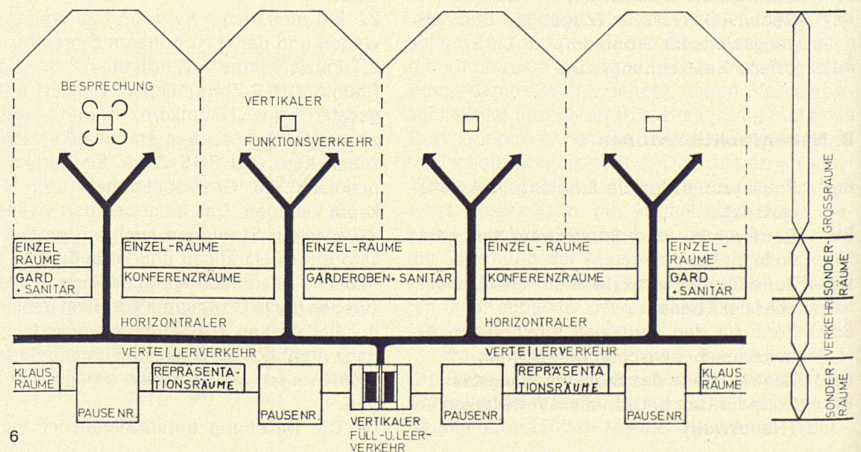 BESPRECHUNG
VERTIKALER
FUNKTIONSVERKEHR
EINZEL
RÄUME
GARD
+ SANITÄR
EINZEL-RÄUME
KONFERENZRÄUME
EINZEL-RÄUME
GARDEROBEN + SANITÄR
EINZEL-RÄUME
KONFERENZRÄUME
EINZEL-
RÄUME
GARD
+ SANITÄR
HORIZONTALER
HORIZONTALER
VERTEILERVERKEHR
VERTEILERVERKEHR
KLAUS.
RÄUME
PAUSENR.
REPRÄSENTA-
TIONSRÄUME
PAUSENR.
VERTIKALER
FÜLL-U.LEER-
VERKEHR
PAUSENR.
REPRÄSENTA
TIONSRÄUME
PAUSENR.
KLAUS.
RÄUME
SONDER-
RÄUME
VERKEHR
SONDER-
RÄUME
GROSSRÄUME
6